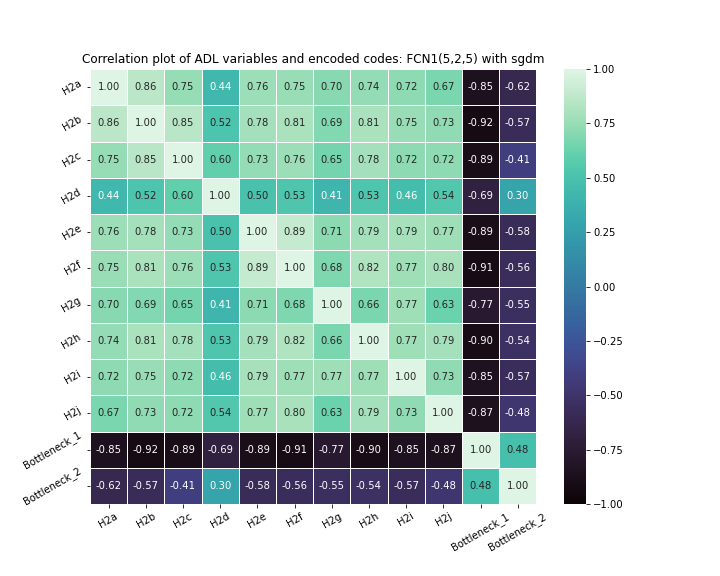 Correlation plot of ADL variables and encoded codes: FCN1(5,2,5) with sgdm
H2a 1.00 0.86 0.75 0.44 0.76 0.75 0.70 0.74 0.72 0.67 -0.85 -0.62
H2b 0.86 1.00 0.85 0.52 0.78 0.81 0.69 0.81 0.75 0.73 -0.92 -0.57
H2c 0.75 0.85 1.00 0.60 0.73 0.76 0.65 0.78 0.72 0.72 -0.89 -0.41
H2d 0.44 0.52 0.60 1.00 0.50 0.53 0.41 0.53 0.46 0.54 -0.69 0.30
H2e 0.76 0.78 0.73 0.50 1.00 0.89 0.71 0.79 0.79 0.77 -0.89 -0.58
H2f 0.75 0.81 0.76 0.53 0.89 1.00 0.68 0.82 0.77 0.80 -0.91 -0.56
H2g 0.70 0.69 0.65 0.41 0.71 0.68 1.00 0.66 0.77 0.63 -0.77 -0.55
H2h 0.74 0.81 0.78 0.53 0.79 0.82 0.66 1.00 0.77 0.79 -0.90 -0.54
H2i 0.72 0.75 0.72 0.46 0.79 0.77 0.77 0.77 1.00 0.73 -0.85 -0.57
H2j 0.67 0.73 0.72 0.54 0.77 0.80 0.63 0.79 0.73 1.00 -0.87 -0.48
Bottleneck_1 -0.85 -0.92 -0.89 -0.69 -0.89 -0.91 -0.77 -0.90 -0.85 -0.87 1.00 0.48
Bottleneck_2 -0.62 -0.57 -0.41 0.30 -0.58 -0.56 -0.55 -0.54 -0.57 -0.48 0.48 1.00
H2a H2b H2c H2d H2e H2f H2g H2h H2i H2j Bottleneck_1 Bottleneck_2
1.00
0.75
0.50
0.25
0.00
-0.25
-0.50
-0.75
-1.00